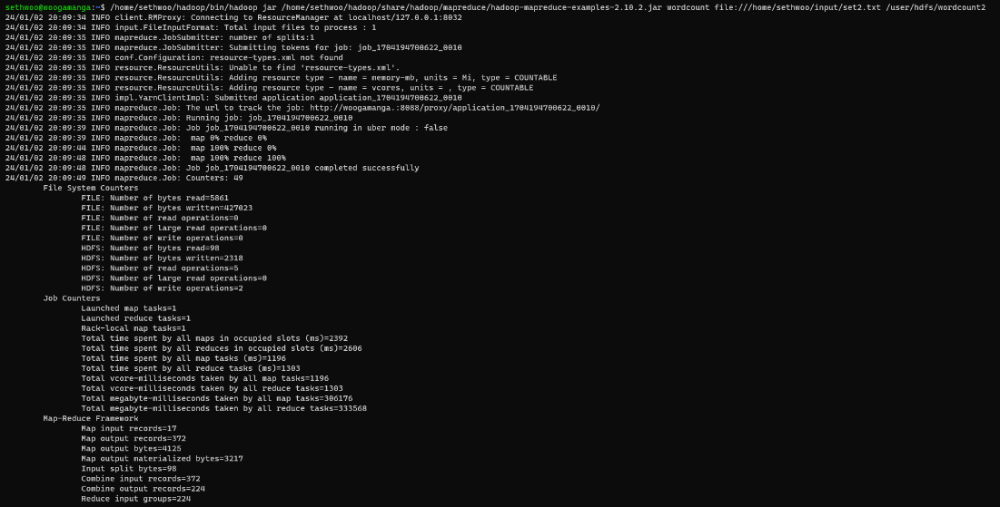 sethwoo@woogamanga:~$ /home/sethwoo/hadoop/bin/hadoop jar /home/sethwoo/hadoop/share/hadoop/mapreduce/hadoop-mapreduce-examples-2.10.2.jar wordcount file:///home/sethwoo/input/set2.txt /user/hdfs/wordcount2
24/01/02 20:09:34 INFO client.RMProxy: Connecting to ResourceManager at localhost/127.0.0.1:8032
24/01/02 20:09:34 INFO input.FileInputFormat: Total input files to process : 1
24/01/02 20:09:35 INFO mapreduce.JobSubmitter: number of splits:1
24/01/02 20:09:35 INFO mapreduce.JobSubmitter: Submitting tokens for job: job_1704194700622_0010
24/01/02 20:09:35 INFO conf.Configuration: resource-types.xml not found
24/01/02 20:09:35 INFO resource.ResourceUtils: Unable to find 'resource-types.xml'.
24/01/02 20:09:35 INFO resource.ResourceUtils: Adding resource type - name = memory-mb, units = Mi, type = COUNTABLE
24/01/02 20:09:35 INFO resource.ResourceUtils: Adding resource type - name = vcores, units = , type = COUNTABLE
24/01/02 20:09:35 INFO impl.YarnClientImpl: Submitted application application_1704194700622_0010
24/01/02 20:09:35 INFO mapreduce.Job: The url to track the job: http://woogamanga.:8088/proxy/application_1704194700622_0010/
24/01/02 20:09:35 INFO mapreduce.Job: Running job: job_1704194700622_0010
24/01/02 20:09:39 INFO mapreduce.Job: Job job_1704194700622_0010 running in uber mode : false
24/01/02 20:09:39 INFO mapreduce.Job:  map 0% reduce 0%
24/01/02 20:09:44 INFO mapreduce.Job:  map 100% reduce 0%
24/01/02 20:09:48 INFO mapreduce.Job:  map 100% reduce 100%
24/01/02 20:09:48 INFO mapreduce.Job: Job job_1704194700622_0010 completed successfully
24/01/02 20:09:49 INFO mapreduce.Job: Counters: 49
File System Counters
FILE: Number of bytes read=5861
FILE: Number of bytes written=427023
FILE: Number of read operations=0
FILE: Number of large read operations=0
FILE: Number of write operations=0
HDFS: Number of bytes read=98
HDFS: Number of bytes written=2318
HDFS: Number of read operations=5
HDFS: Number of large read operations=0
HDFS: Number of write operations=2
Job Counters
Launched map tasks=1
Launched reduce tasks=1
Rack-local map tasks=1
Total time spent by all maps in occupied slots (ms)=2392
Total time spent by all reduces in occupied slots (ms)=2606
Total time spent by all map tasks (ms)=1196
Total time spent by all reduce tasks (ms)=1303
Total vcore-milliseconds taken by all map tasks=1196
Total vcore-milliseconds taken by all reduce tasks=1303
Total megabyte-milliseconds taken by all map tasks=306176
Total megabyte-milliseconds taken by all reduce tasks=333568
Map-Reduce Framework
Map input records=17
Map output records=372
Map output bytes=4125
Map output materialized bytes=3217
Input split bytes=98
Combine input records=372
Combine output records=224
Reduce input groups=224